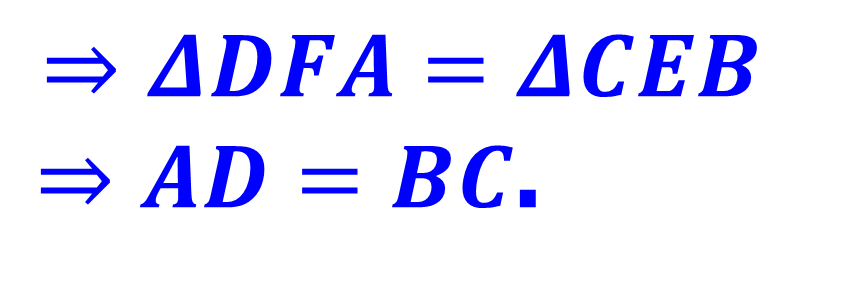 ⇒ ΔDFA = ΔCEB
⇒ AD = BC.